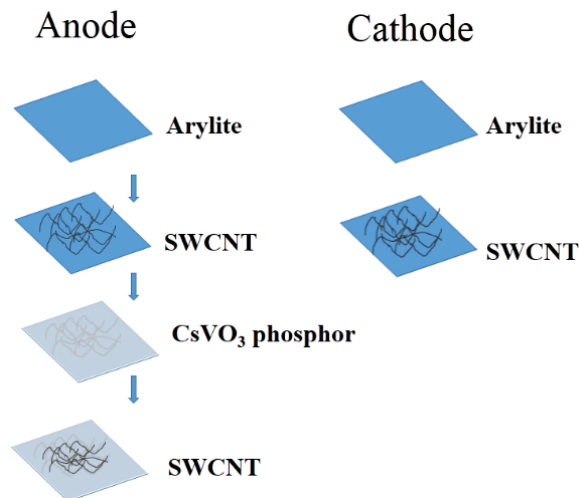 Anode
Cathode
Arylite
Arylite
SWCNT
SWCNT
CsVO₃ phosphor
SWCNT